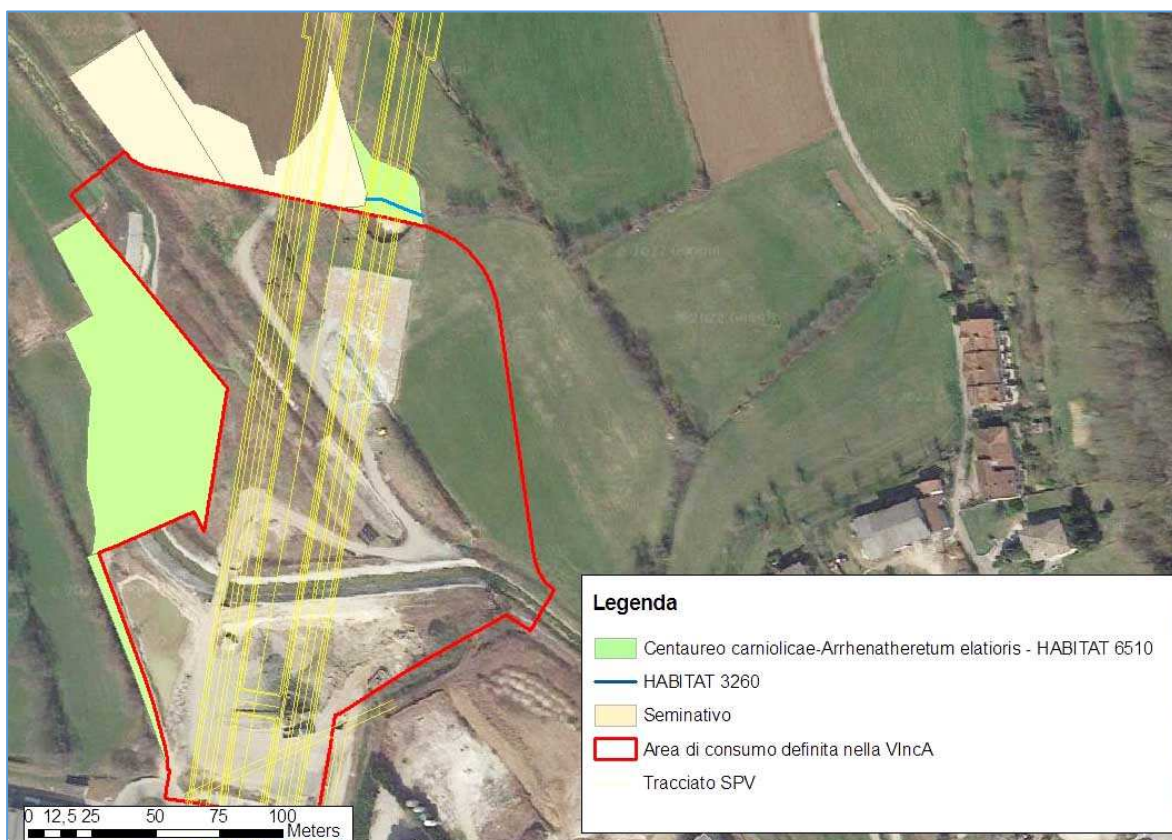 Legenda
Centaureo carniolicae-Arrhenatheretum elatioris - HABITAT 6510
HABITAT 3260
Seminativo
Area di consumo definita nella VIncA
Tracciato SPV
0 12,5 25 50 75 100
Meters